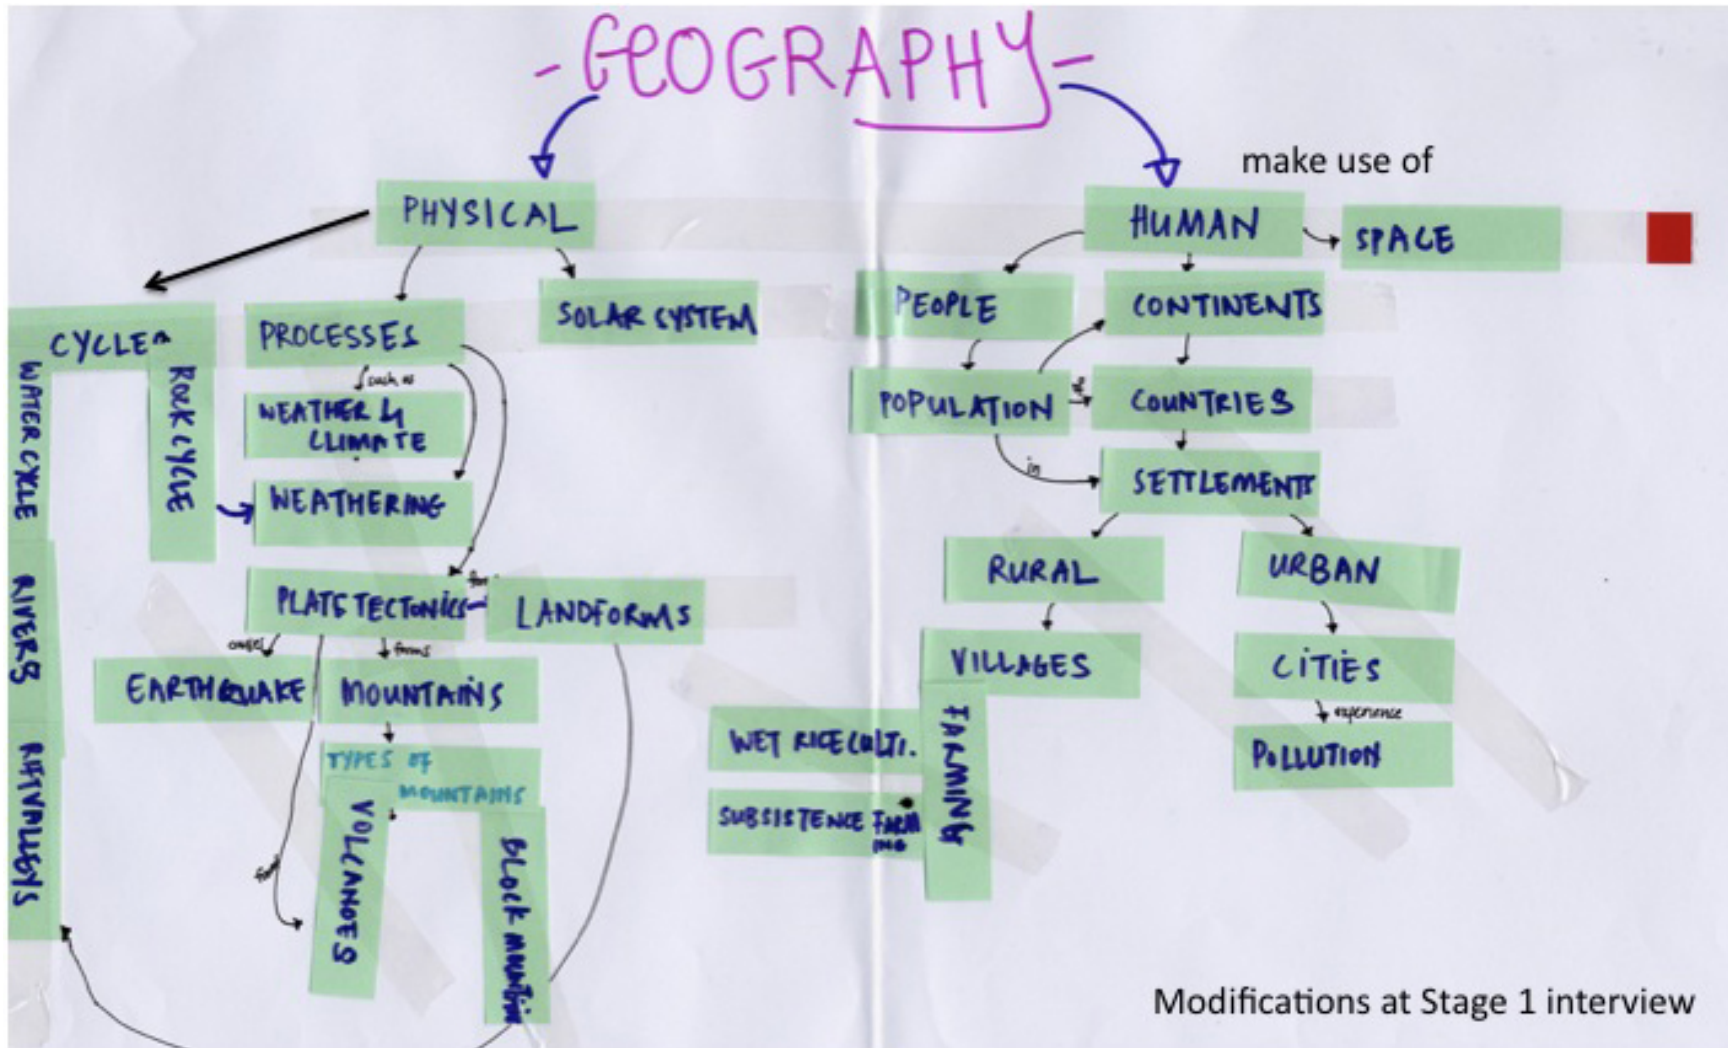 -GEOGRAPHY-
make use of
PHYSICAL
HUMAN
SPACE
SOLAR SYSTEM
PEOPLE
CONTINENTS
CYCLES
PROCESSES
such as
WEATHER &
CLIMATE
POPULATION
COUNTRIES
WATER CYCLE
ROCK CYCLE
WEATHERING
in
SETTLEMENTS
RURAL
URBAN
PLATE TECTONICS
LANDFORMS
RIVERS
causes
forms
EARTHQUAKE
MOUNTAINS
VILLAGES
CITIES
experience
TYPES OF
MOUNTAINS
WET RICE CULTI.
FARMING
POLLUTION
RIFT VALLEYS
VOLCANOES
BLOCK MOUNTAIN
SUBSISTENCE FARM
ING
Modifications at Stage 1 interview